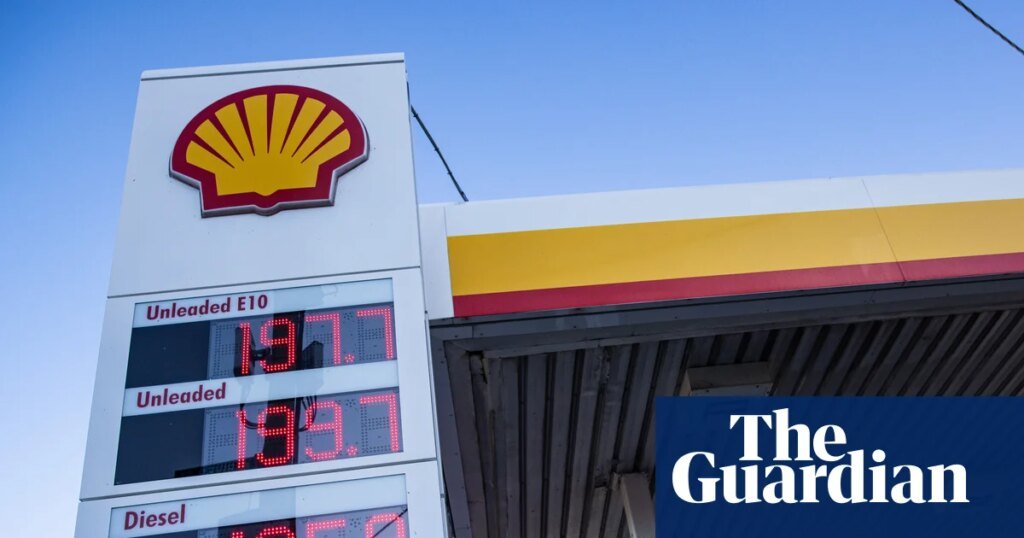 Unleaded E10
197.7
Unleaded
199.7
Diesel
The
Guardian